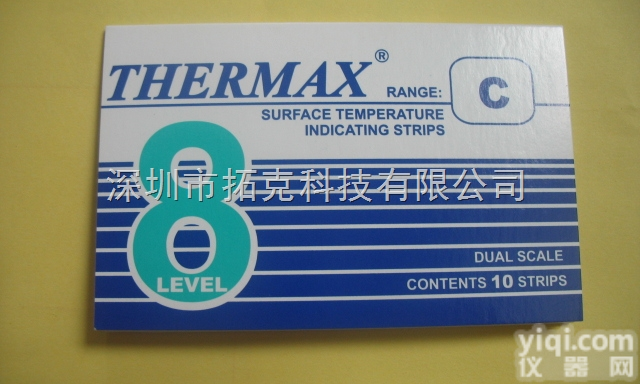 THERMAX®
RANGE: C
SURFACE TEMPERATURE
INDICATING STRIPS
深圳市拓克科技有限公司
8
LEVEL
DUAL SCALE
CONTENTS 10 STRIPS
yiqi.com
仪器网